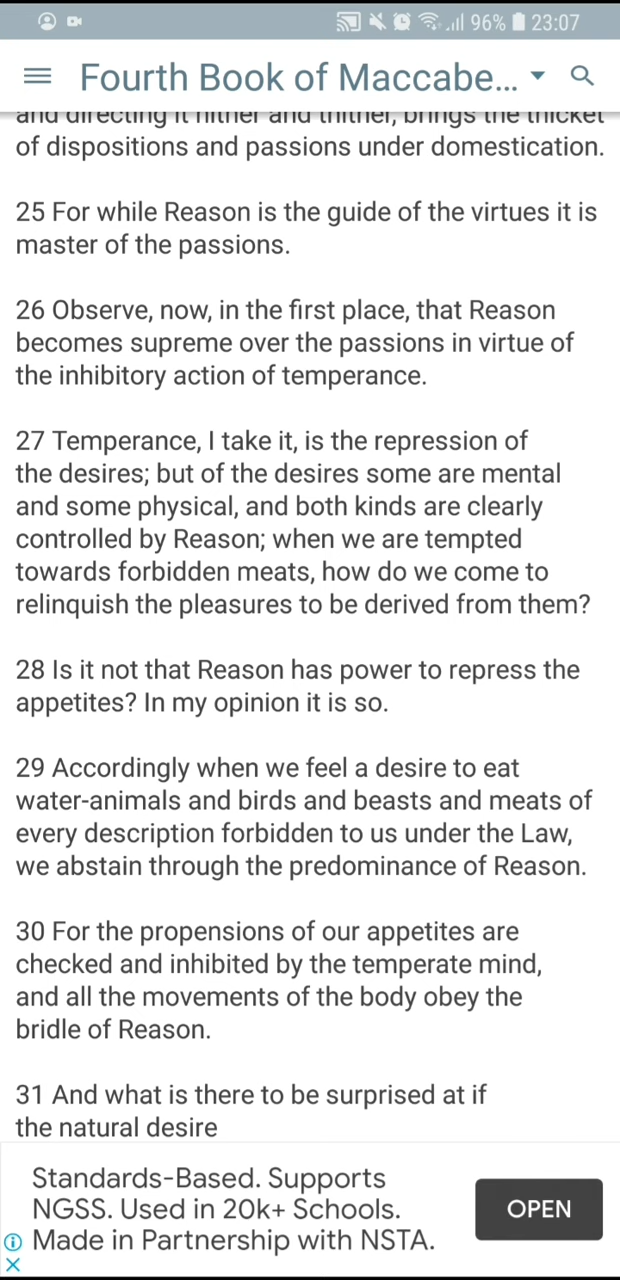 96% 23:07
Fourth Book of Maccabe...
and directing it hither and thither, brings the thicket
of dispositions and passions under domestication.
25 For while Reason is the guide of the virtues it is
master of the passions.
26 Observe, now, in the first place, that Reason
becomes supreme over the passions in virtue of
the inhibitory action of temperance.
27 Temperance, I take it, is the repression of
the desires; but of the desires some are mental
and some physical, and both kinds are clearly
controlled by Reason; when we are tempted
towards forbidden meats, how do we come to
relinquish the pleasures to be derived from them?
28 Is it not that Reason has power to repress the
appetites? In my opinion it is so.
29 Accordingly when we feel a desire to eat
water-animals and birds and beasts and meats of
every description forbidden to us under the Law,
we abstain through the predominance of Reason.
30 For the propensions of our appetites are
checked and inhibited by the temperate mind,
and all the movements of the body obey the
bridle of Reason.
31 And what is there to be surprised at if
the natural desire
Standards-Based. Supports
NGSS. Used in 20k+ Schools.
Made in Partnership with NSTA.
OPEN